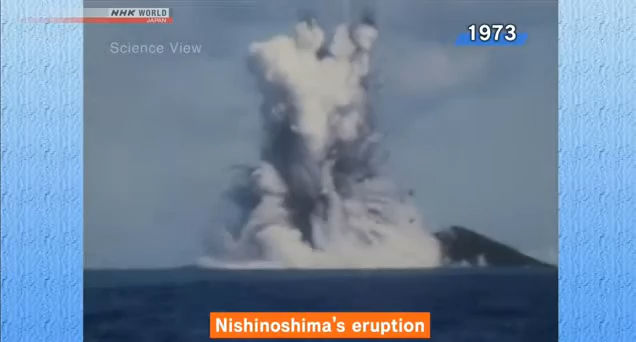 NHK WORLD
JAPAN
Science View
1973
Nishinoshima's eruption